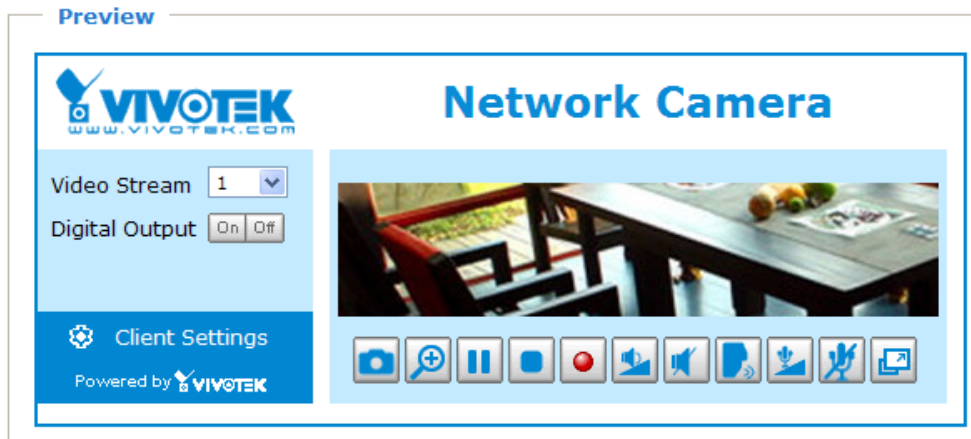 Preview
VIVOTEK
www.vivotek.com
Network Camera
Video Stream 1
Digital Output On Off
Client Settings
Powered by VIVOTEK